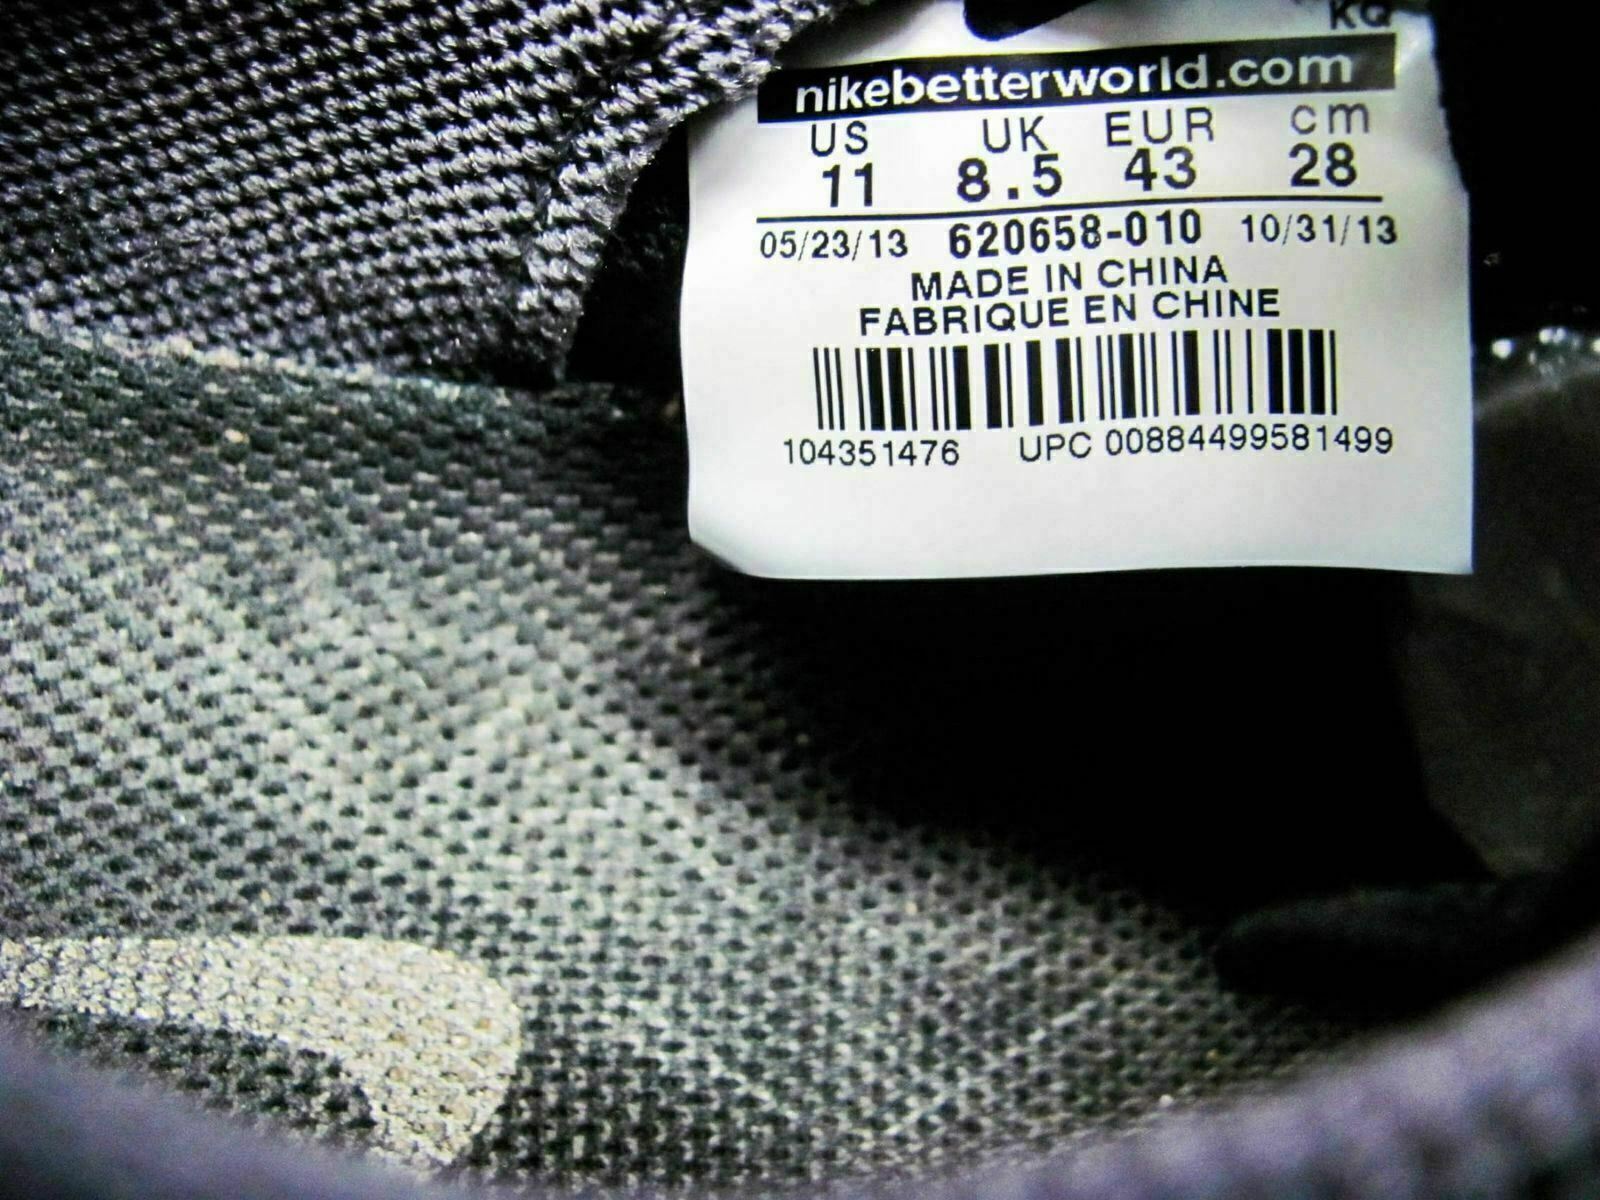 KQ
nikebetterworld.com
US UK EUR cm
11 8.5 43 28
05/23/13 620658-010 10/31/13
MADE IN CHINA
FABRIQUE EN CHINE
104351476 UPC 00884499581499